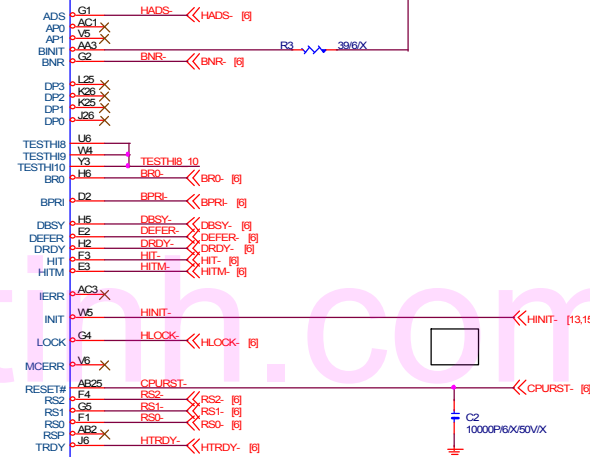 ADS G1 HADS- HADS- [6]
AP0 AC1
AP1 V5
BINIT AA3 R3 39/6/X
BNR G2 BNR- BNR- [6]
DP3 L25
DP2 K26
DP1 K25
DP0 J26
TESTHI8 U6
TESTHI9 W4
TESTHI10 Y3 TESTHI8_10
BR0 H6 BR0- BR0- [6]
BPRI D2 BPRI- BPRI- [6]
DBSY H5 DBSY- DBSY- [6]
DEFER E2 DEFER- DEFER- [6]
DRDY H2 DRDY- DRDY- [6]
HIT F3 HIT- HIT- [6]
HITM E3 HITM- HITM- [6]
IERR AC3
INIT W5 HINIT- HINIT- [13,15
LOCK G4 HLOCK- HLOCK- [6]
MCERR V6
RESET# AB25 CPURST- CPURST- [6]
RS2 F4 RS2- RS2- [6]
RS1 G5 RS1- RS1- [6]
RS0 F1 RS0- RS0- [6]
RSP AB2
TRDY J6 HTRDY- HTRDY- [6]
C2
10000P/6/X/50V/X
tinh.com